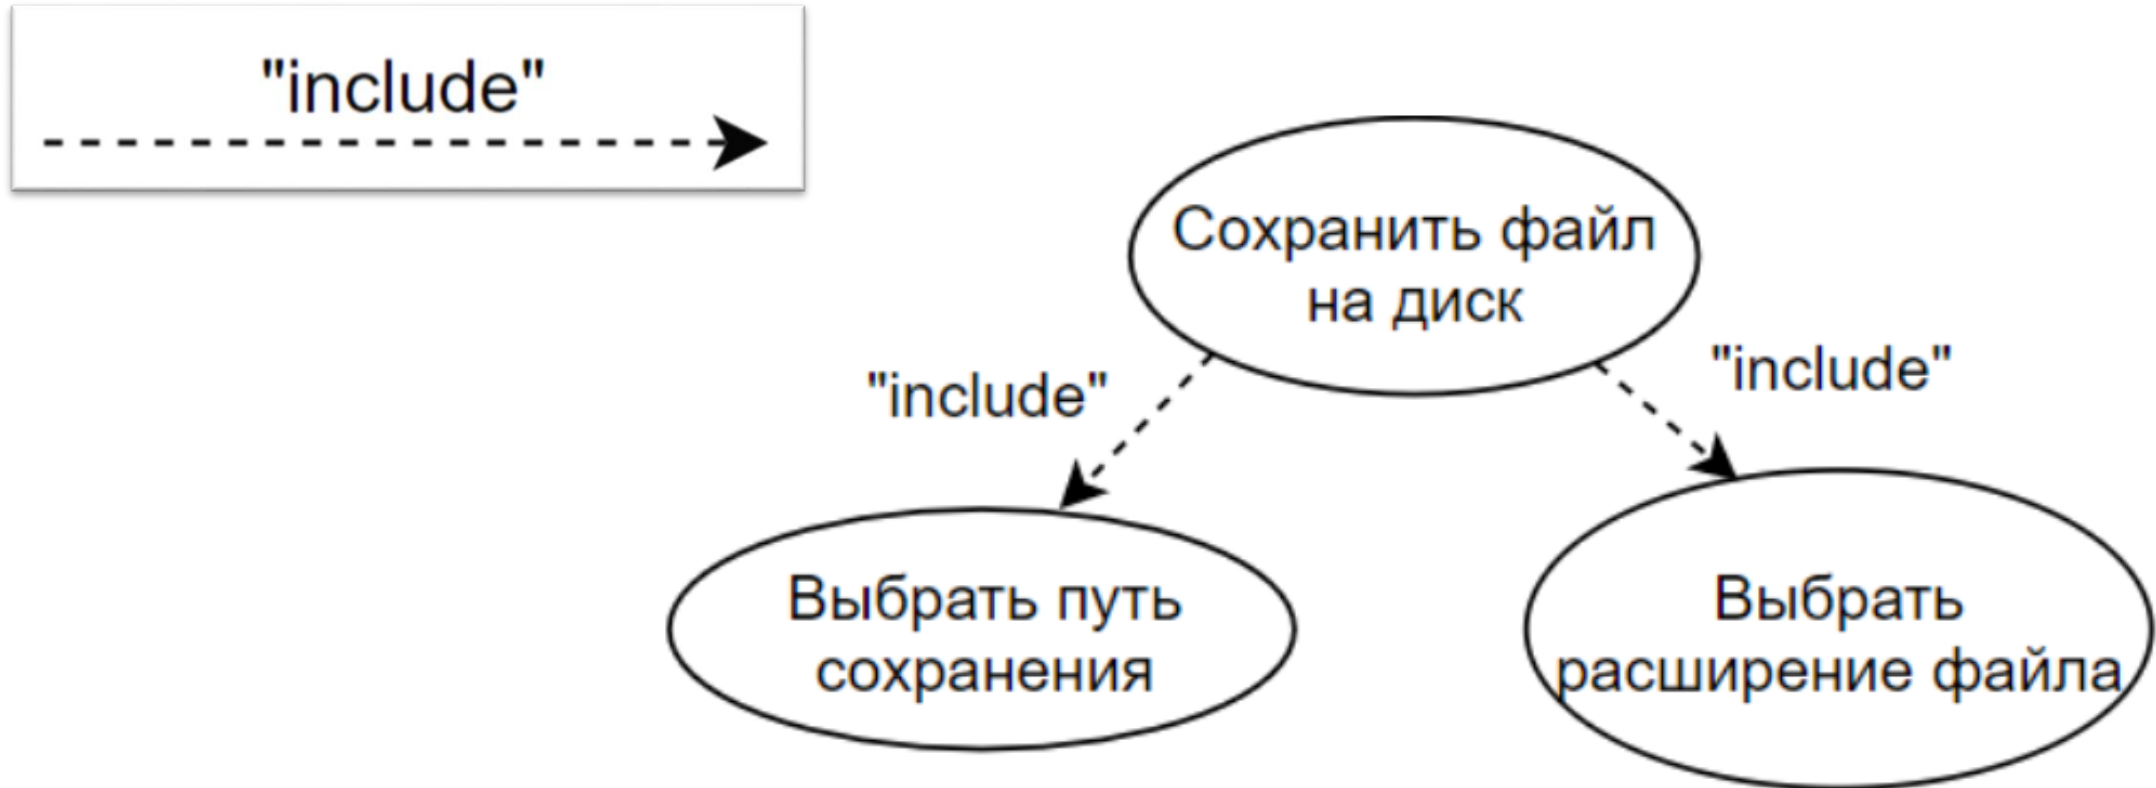 "include"
Сохранить файл
на диск
"include"
"include"
Выбрать путь
сохранения
Выбрать
расширение файла